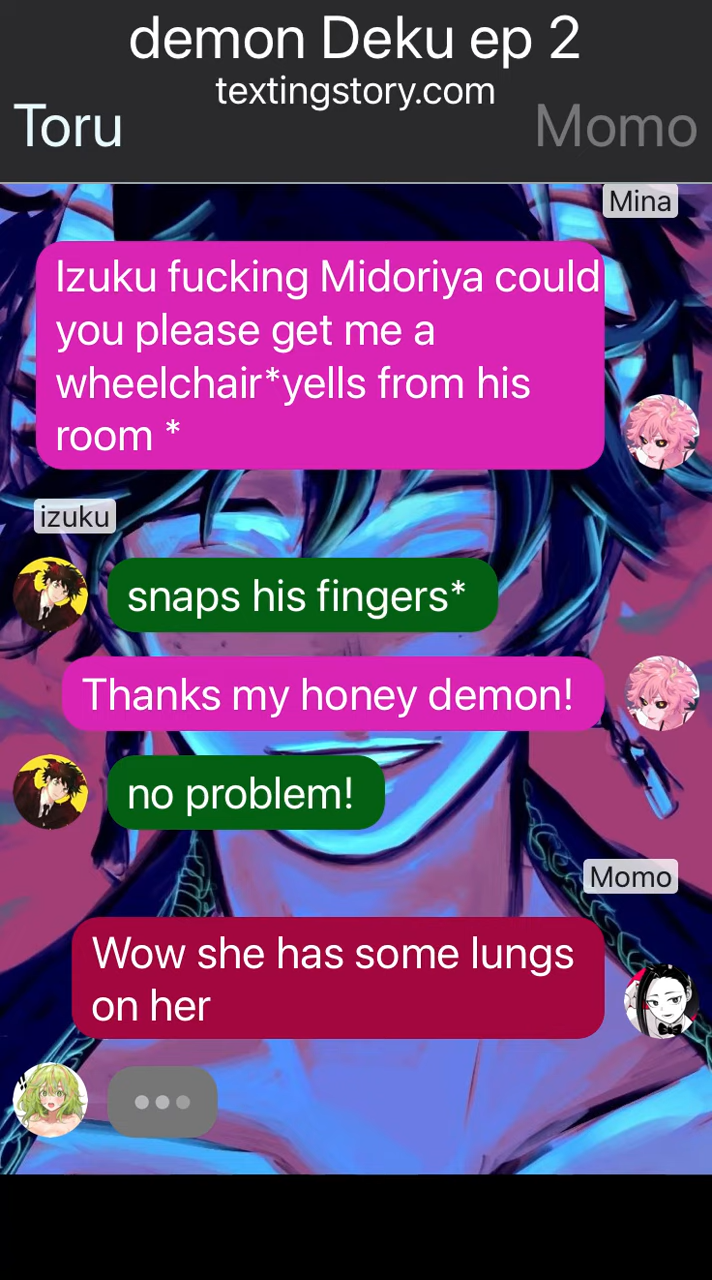 demon Deku ep 2
textingstory.com
Toru
Momo
Mina
Izuku fucking Midoriya could
you please get me a
wheelchair*yells from his
room *
izuku
snaps his fingers*
Thanks my honey demon!
no problem!
Momo
Wow she has some lungs
on her